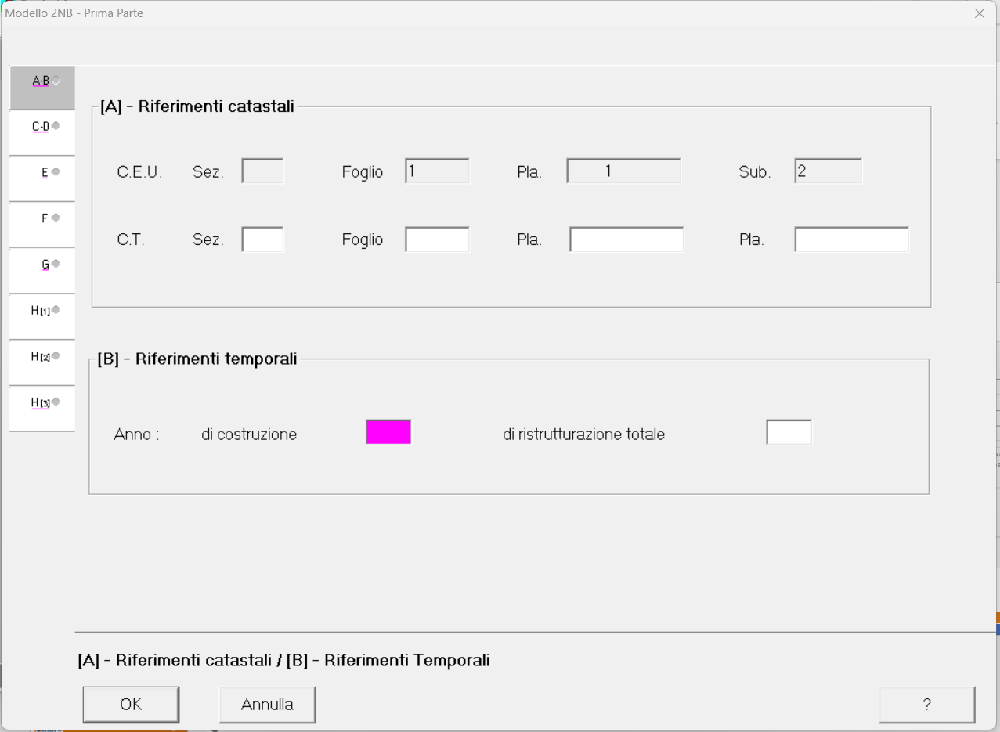 Modello 2NB - Prima Parte
A-B
C-D
E
F
G
H[1]
H[2]
H[3]
[A] - Riferimenti catastali
C.E.U. Sez. Foglio 1 Pla. 1 Sub. 2
C.T. Sez. Foglio Pla. Pla.
[B] - Riferimenti temporali
Anno : di costruzione di ristrutturazione totale
[A] - Riferimenti catastali / [B] - Riferimenti Temporali
OK Annulla ?